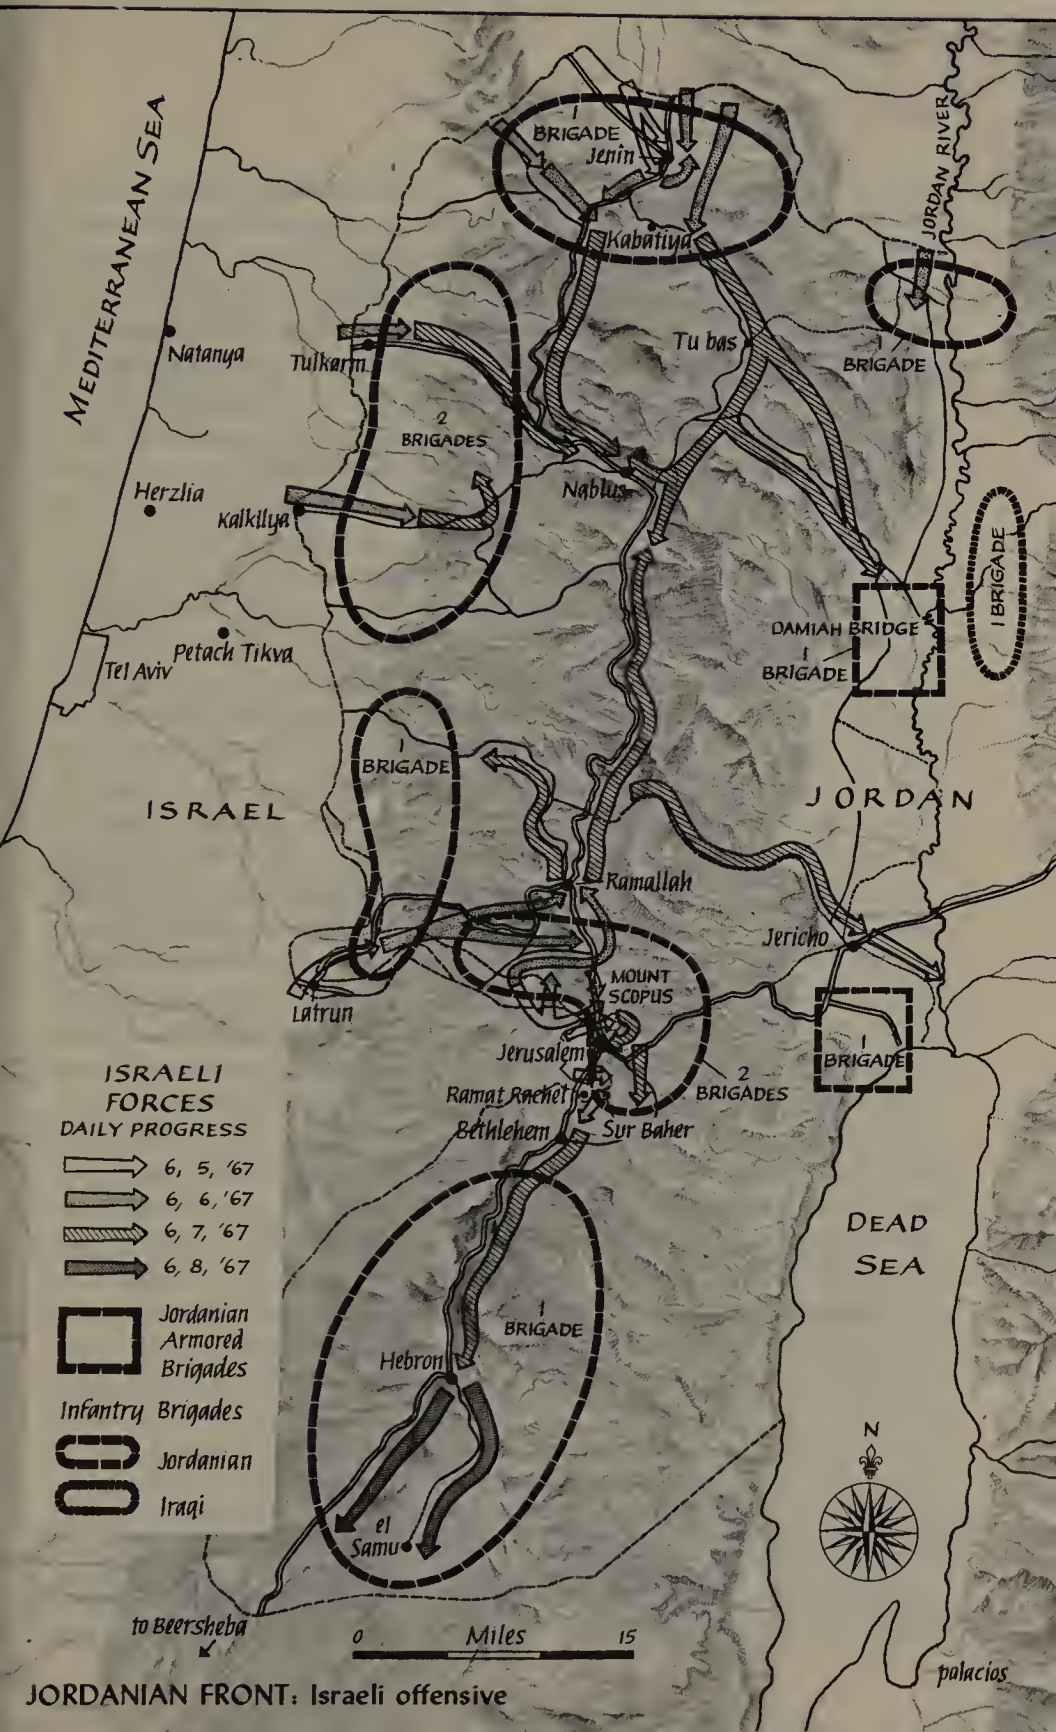 1
BRIGADE
Jenin
Kabatiya
JORDAN RIVER
MEDITERRANEAN SEA
Natanya
Tulkarm
Tu bas
1
BRIGADE
2
BRIGADES
Herzlia
Kalkilya
Nablus
1 BRIGADE
DAMIAH BRIDGE
1
BRIGADE
Petach Tikva
Tel Aviv
1
BRIGADE
ISRAEL
JORDAN
Ramallah
Jericho
MOUNT
SCOPUS
Latrun
Jerusalem
1
BRIGADE
2
BRIGADES
Ramat Rachel
Bethlehem
Sur Baher
ISRAELI
FORCES
DAILY PROGRESS
6, 5, '67
6, 6, '67
6, 7, '67
6, 8, '67
Jordanian
Armored
Brigades
Infantry Brigades
Jordanian
Iraqi
DEAD
SEA
1
BRIGADE
Hebron
el
Samu
N
to Beersheba
0 Miles 15
palacios
JORDANIAN FRONT: Israeli offensive